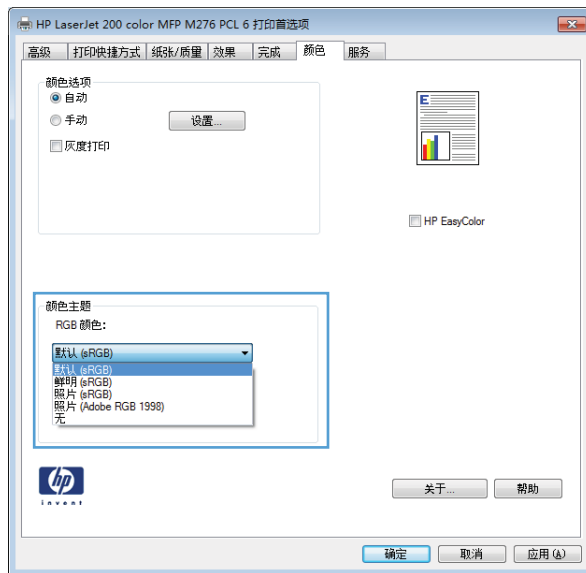 HP LaserJet 200 color MFP M276 PCL 6 打印首选项
高级 打印快捷方式 纸张/质量 效果 完成 颜色 服务
颜色选项
自动
手动
设置...
灰度打印
E
HP EasyColor
颜色主题
RGB 颜色:
默认 (sRGB)
默认 (sRGB)
鲜明 (sRGB)
照片 (sRGB)
照片 (Adobe RGB 1998)
无
hp
invent
关于... 帮助
确定 取消 应用 (A)